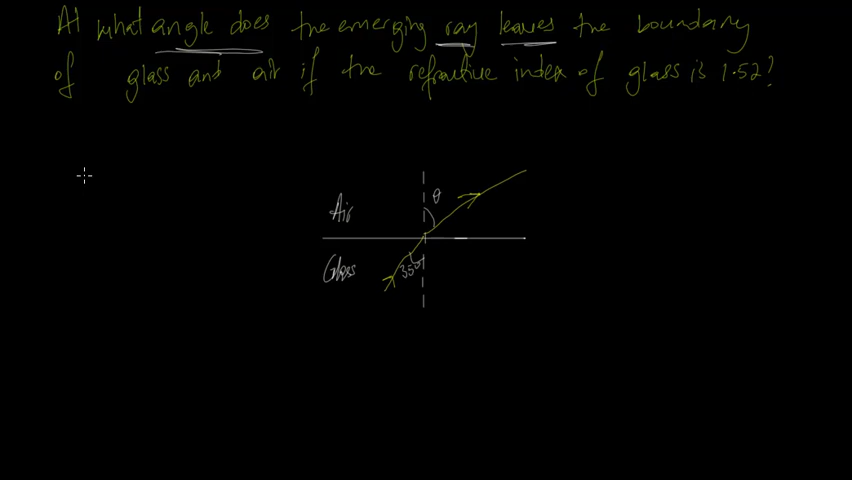 At what angle does the emerging ray leaves the boundary
of glass and air if the refractive index of glass is 1.52?
θ
Air
Glass
35°